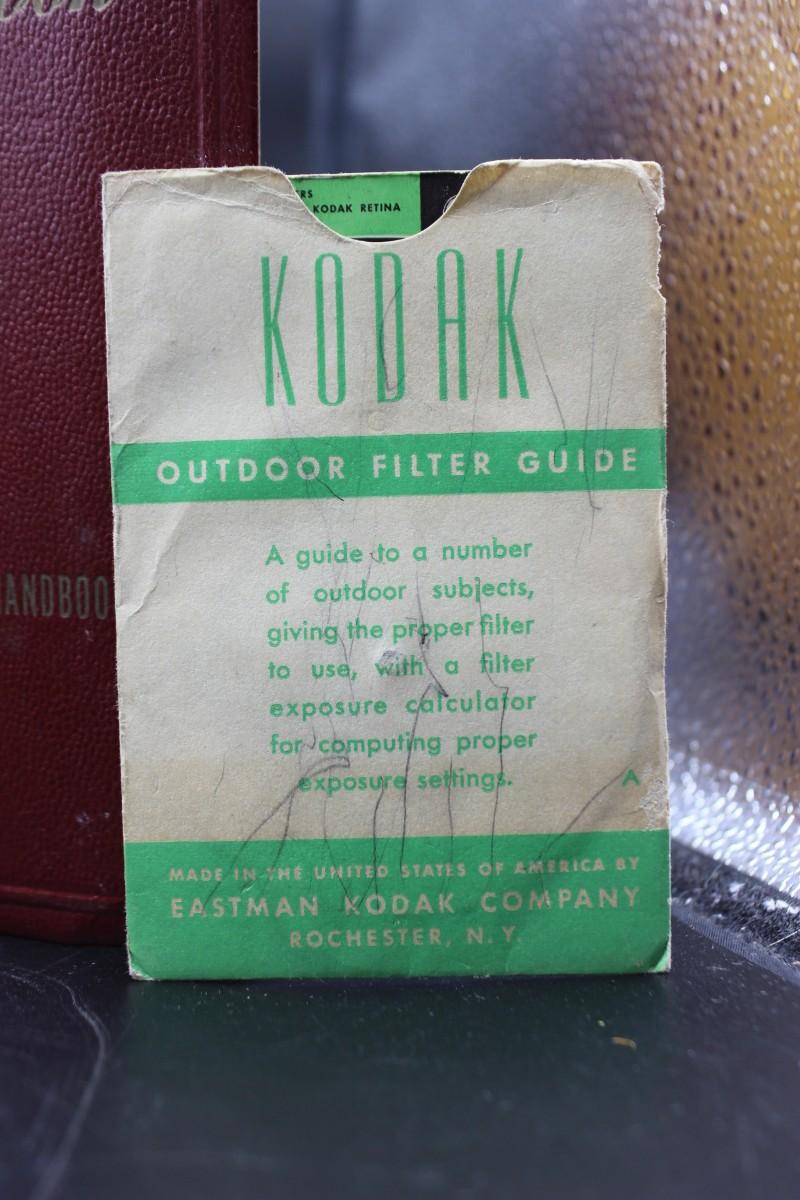 ERS
KODAK RETINA
KODAK
OUTDOOR FILTER GUIDE
A guide to a number
of outdoor subjects,
giving the proper filter
to use, with a filter
exposure calculator
for computing proper
exposure settings.
A
MADE IN THE UNITED STATES OF AMERICA BY
EASTMAN KODAK COMPANY
ROCHESTER, N. Y.
ANDBOO